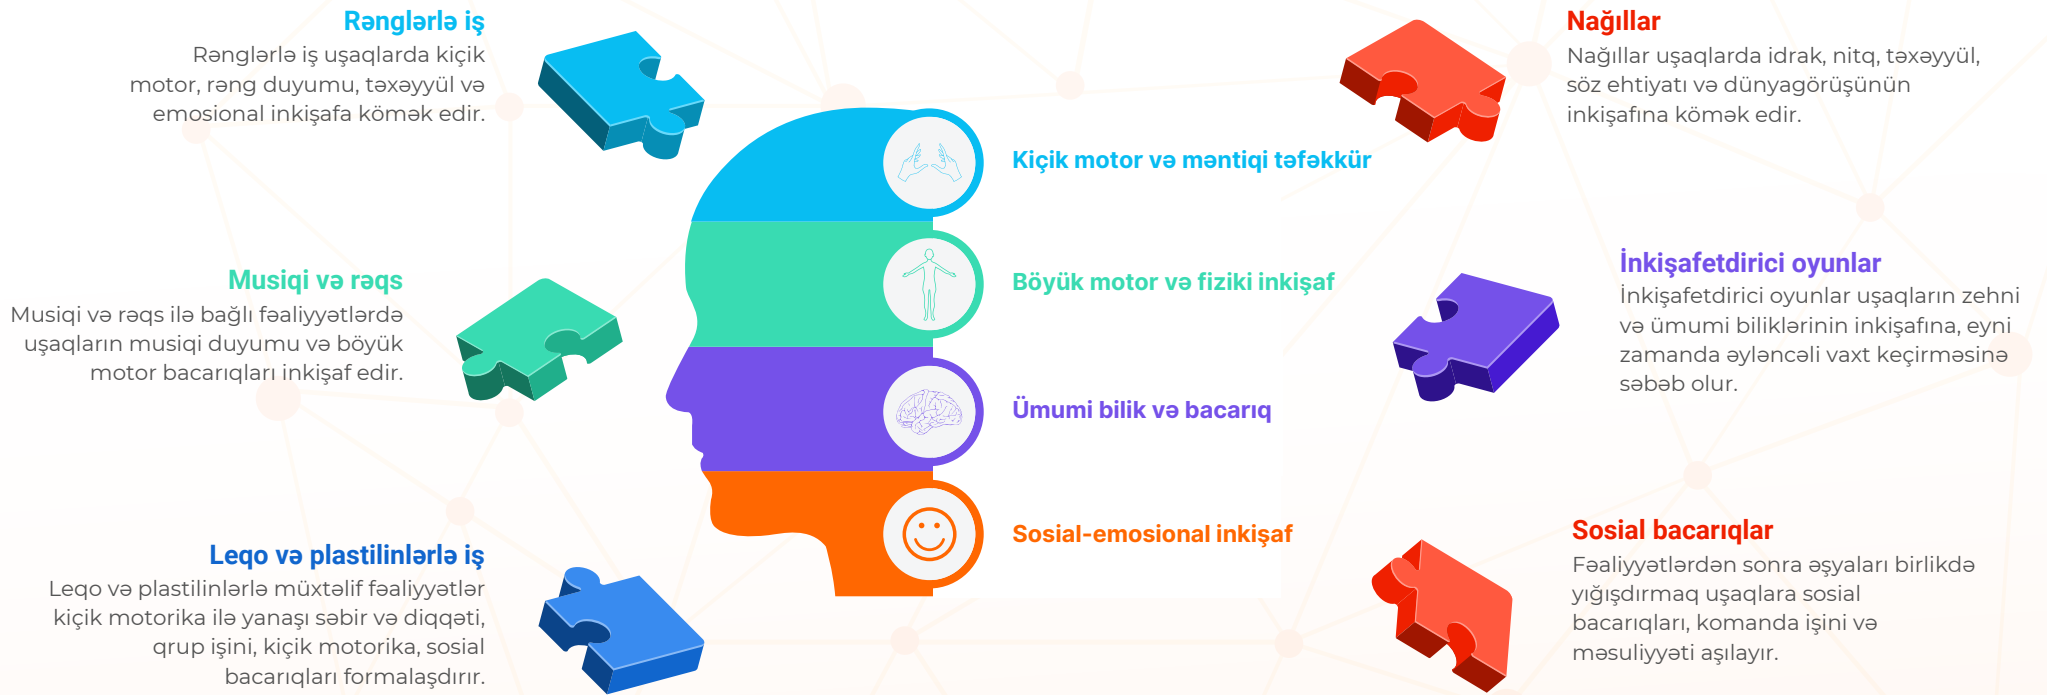 Rənglərlə iş
Rənglərlə iş uşaqlarda kiçik
motor, rəng duyumu, təxəyyül və
emosional inkişafa kömək edir.
Musiqi və rəqs
Musiqi və rəqs ilə bağlı fəaliyyətlərdə
uşaqların musiqi duyumu və böyük
motor bacarıqları inkişaf edir.
Leqo və plastilinlərlə iş
Leqo və plastilinlərlə müxtəlif fəaliyyətlər
kiçik motorika ilə yanaşı səbir və diqqəti,
qrup işini, kiçik motorika, sosial
bacarıqları formalaşdırır.
Kiçik motor və məntiqi təfəkkür
Böyük motor və fiziki inkişaf
Ümumi bilik və bacarıq
Sosial-emosional inkişaf
Nağıllar
Nağıllar uşaqlarda idrak, nitq, təxəyyül,
söz ehtiyatı və dünyagörüşünün
inkişafına kömək edir.
İnkişafetdirici oyunlar
İnkişafetdirici oyunlar uşaqların zehni
və ümumi biliklərinin inkişafına, eyni
zamanda əyləncəli vaxt keçirməsinə
səbəb olur.
Sosial bacarıqlar
Fəaliyyətlərdən sonra əşyaları birlikdə
yığışdırmaq uşaqlara sosial
bacarıqları, komanda işini və
məsuliyyəti aşılayır.